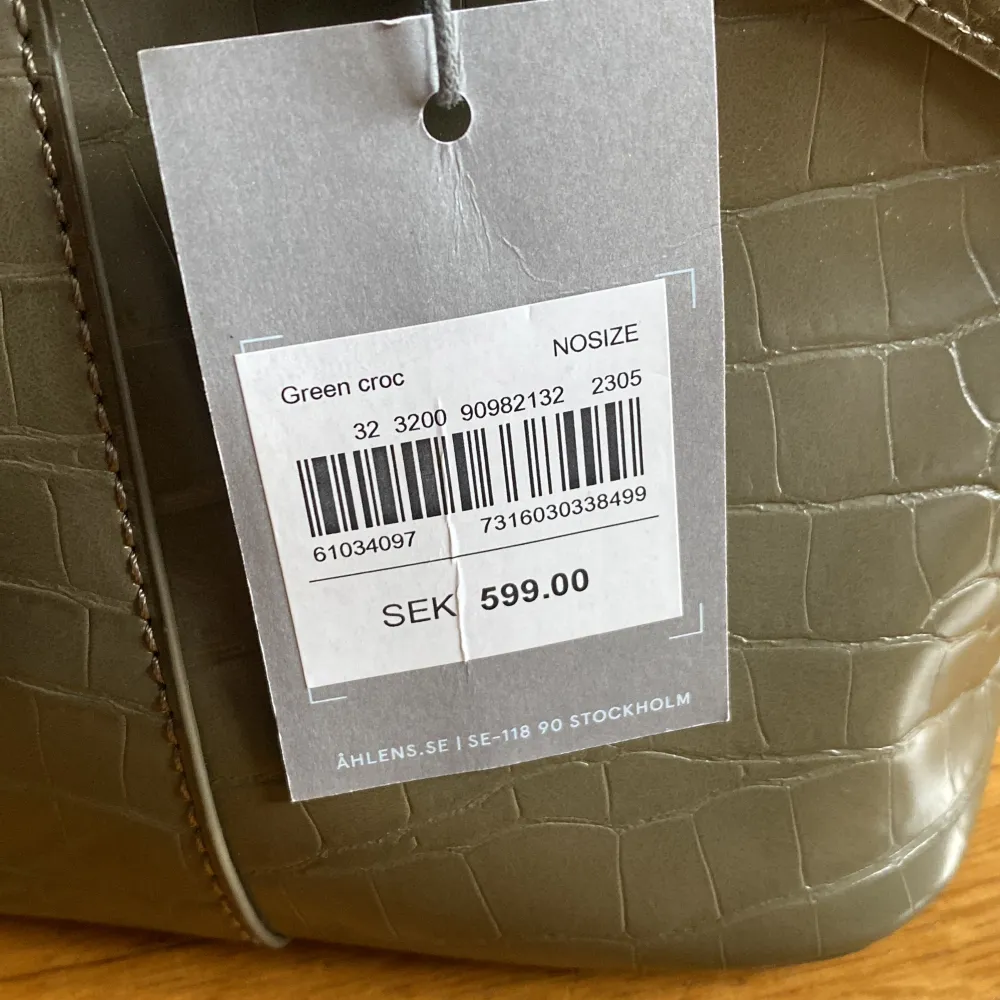 NOSIZE
Green croc
32 3200 90982132 2305
61034097 7316030338499
SEK 599.00
ÅHLENS.SE | SE-118 90 STOCKHOLM